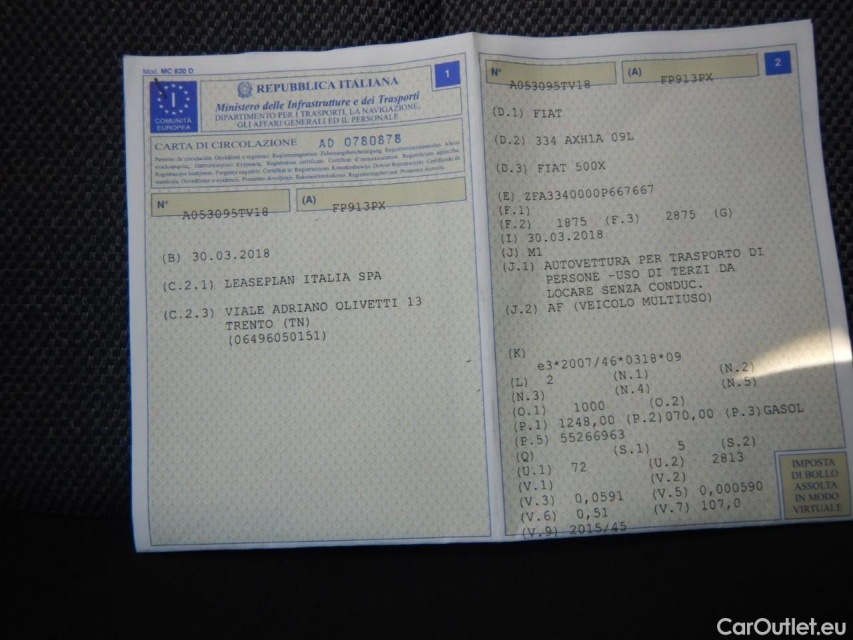 Mod. MC 820 D
COMUNITÀ
EUROPEA
I
REPUBBLICA ITALIANA
Ministero delle Infrastrutture e dei Trasporti
DIPARTIMENTO PER I TRASPORTI, LA NAVIGAZIONE,
GLI AFFARI GENERALI ED IL PERSONALE
1
CARTA DI CIRCOLAZIONE AD 0780878
N° A053095TV18 (A) FP913PX
(B) 30.03.2018
(C.2.1) LEASEPLAN ITALIA SPA
(C.2.3) VIALE ADRIANO OLIVETTI 13
TRENTO (TN)
(06496050151)
N° A053095TV18 (A) FP913PX
2
(D.1) FIAT
(D.2) 334 AXH1A 09L
(D.3) FIAT 500X
(E) ZFA3340000P667667
(F.1)
(F.2) 1875 (F.3) 2875 (G)
(I) 30.03.2018
(J) M1
(J.1) AUTOVETTURA PER TRASPORTO DI
PERSONE -USO DI TERZI DA
LOCARE SENZA CONDUC.
(J.2) AF (VEICOLO MULTIUSO)
(K)
e3*2007/46*0318*09
(L) 2 (N.1) (N.2)
(N.3) (N.4) (N.5)
(O.1) 1000 (O.2)
(P.1) 1248,00 (P.2)070,00 (P.3)GASOL
(P.5) 55266963
(Q) (S.1) 5 (S.2)
(U.1) 72 (U.2) 2813
(V.1) (V.2)
(V.3) 0,0591 (V.5) 0,000590
(V.6) 0,51 (V.7) 107,0
(V.9) 2015/45
IMPOSTA
DI BOLLO
ASSOLTA
IN MODO
VIRTUALE
CarOutlet.eu